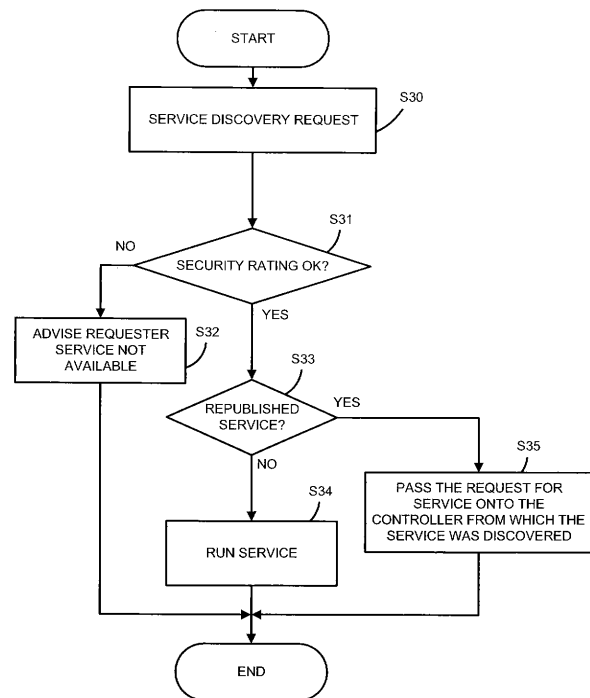 START
S30
SERVICE DISCOVERY REQUEST
S31
NO
SECURITY RATING OK?
YES
ADVISE REQUESTER
SERVICE NOT
AVAILABLE
S32
S33
REPUBLISHED
SERVICE?
YES
NO
S35
PASS THE REQUEST FOR
SERVICE ONTO THE
CONTROLLER FROM WHICH THE
SERVICE WAS DISCOVERED
S34
RUN SERVICE
END